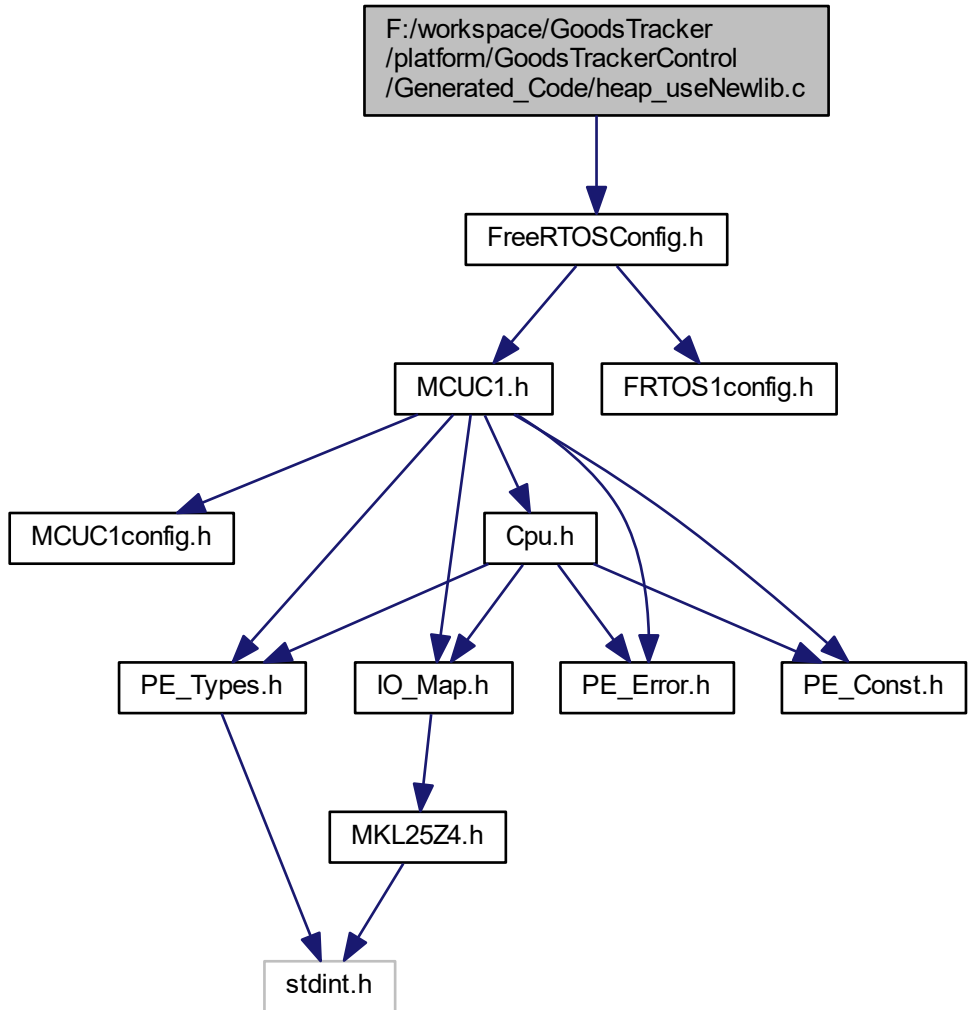 F:/workspace/GoodsTracker
/platform/GoodsTrackerControl
/Generated_Code/heap_useNewlib.c
FreeRTOSConfig.h
MCUC1.h
FRTOS1config.h
MCUC1config.h
Cpu.h
PE_Types.h
IO_Map.h
PE_Error.h
PE_Const.h
MKL25Z4.h
stdint.h